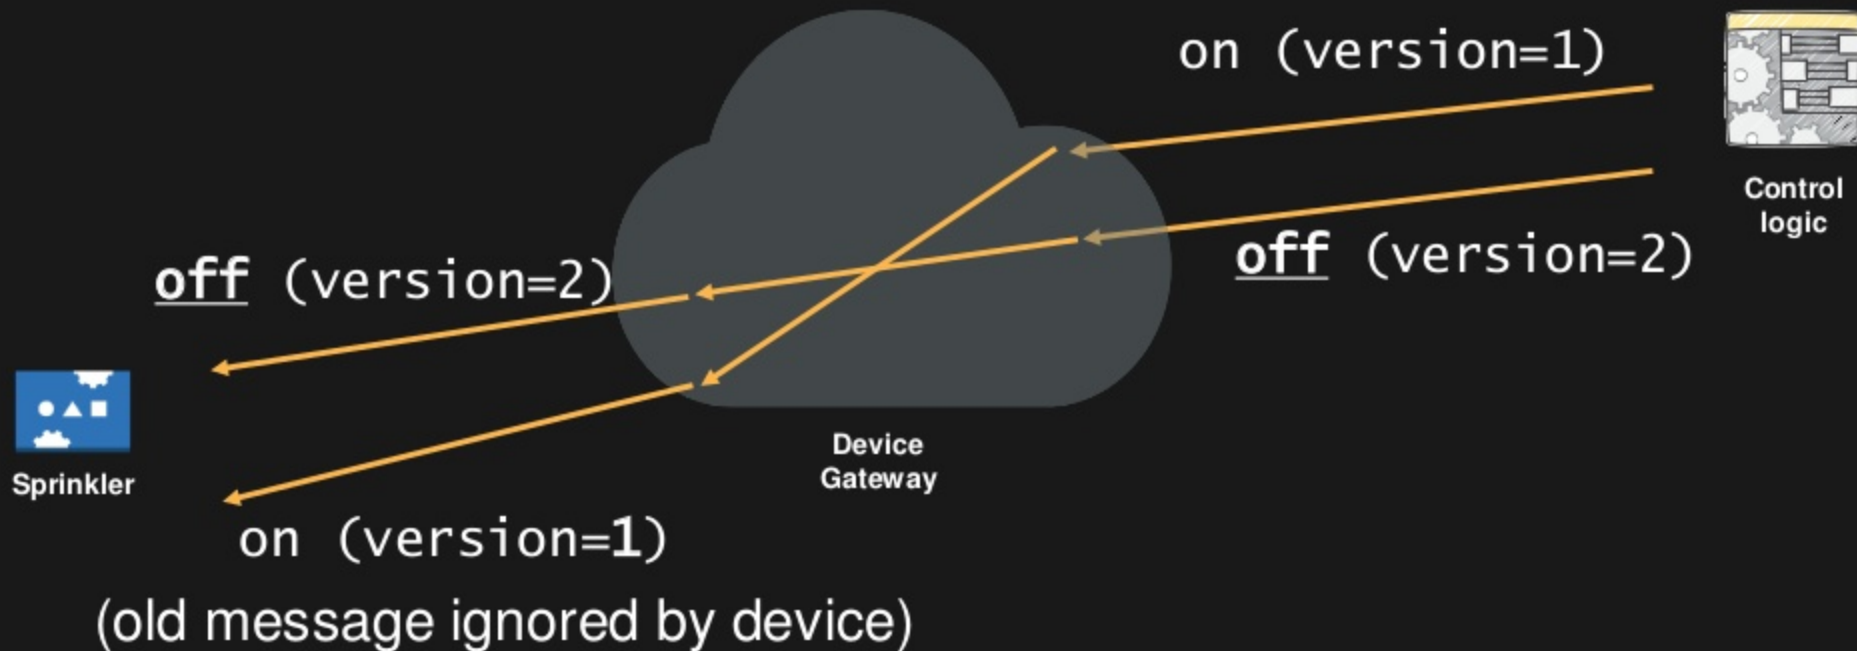 on (version=1)
Control
logic
off (version=2)
off (version=2)
Sprinkler
Device
Gateway
on (version=1)
(old message ignored by device)